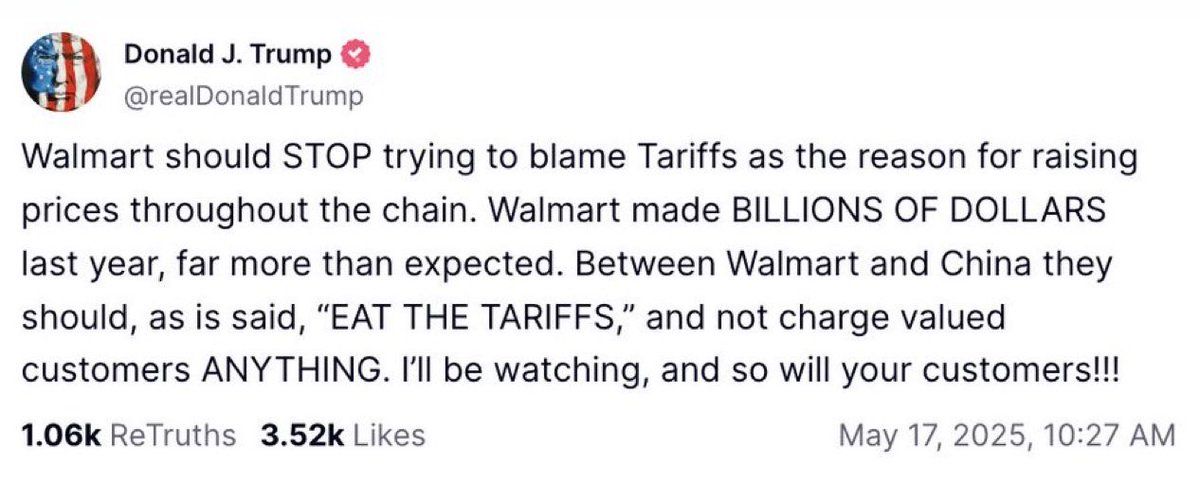 Donald J. Trump
@realDonaldTrump
Walmart should STOP trying to blame Tariffs as the reason for raising
prices throughout the chain. Walmart made BILLIONS OF DOLLARS
last year, far more than expected. Between Walmart and China they
should, as is said, “EAT THE TARIFFS,” and not charge valued
customers ANYTHING. I’ll be watching, and so will your customers!!!
1.06k ReTruths 3.52k Likes May 17, 2025, 10:27 AM